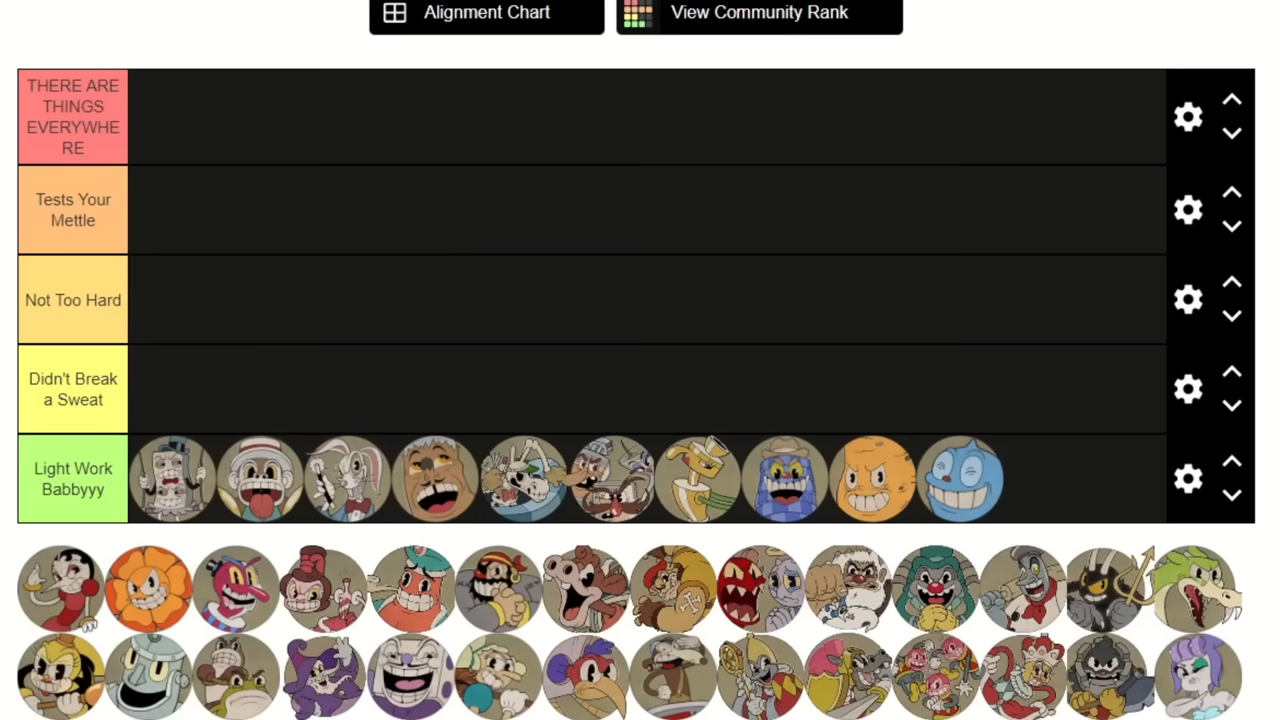 Alignment Chart
View Community Rank
THERE ARE
THINGS
EVERYWHE
RE
Tests Your
Mettle
Not Too Hard
Didn't Break
a Sweat
Light Work
Babbyyy